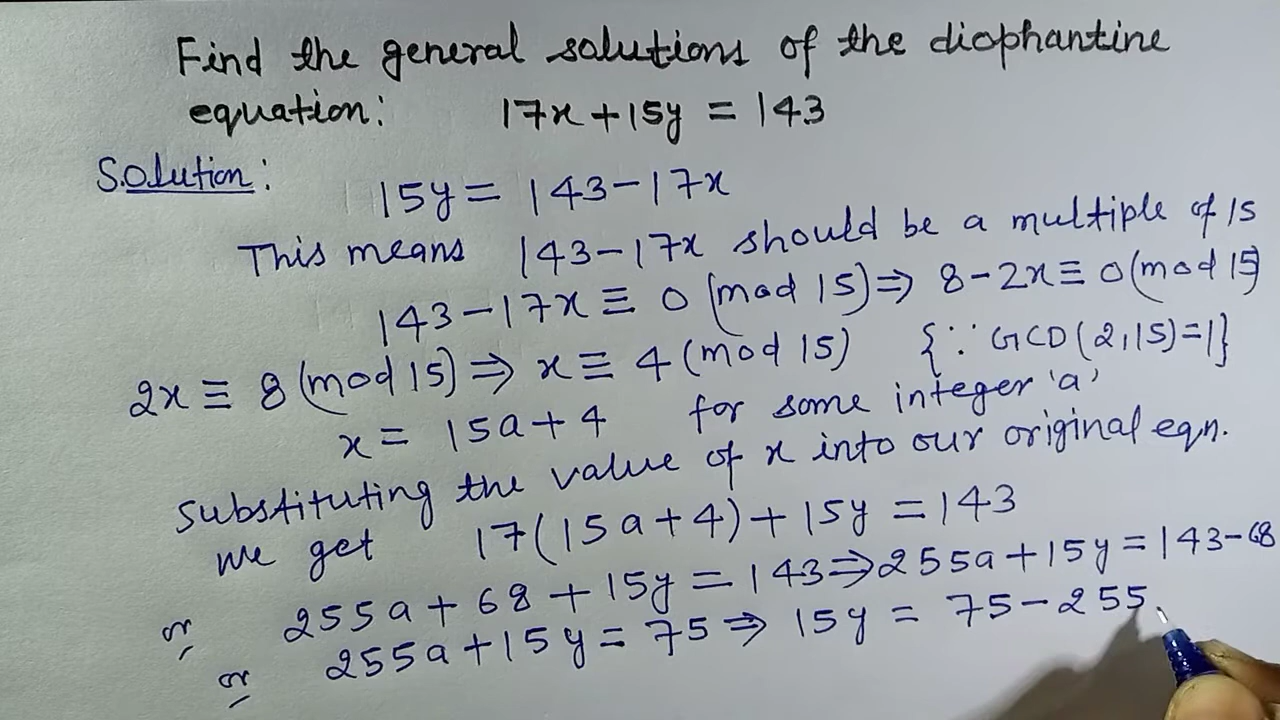 Find the general solutions of the diophantine
equation: 17x+15y = 143
Solution: 15y = 143-17x
This means 143-17x should be a multiple of 15
143-17x ≡ 0 (mod 15) ⇒ 8-2x ≡ 0 (mod 15)
2x ≡ 8 (mod 15) ⇒ x ≡ 4 (mod 15) {∵ GCD(2,15)=1}
x = 15a+4 for some integer 'a'
Substituting the value of x into our original eqn.
we get 17(15a+4)+15y = 143
or 255a+68+15y = 143 ⇒ 255a+15y = 143-68
or 255a+15y = 75 ⇒ 15y = 75-255